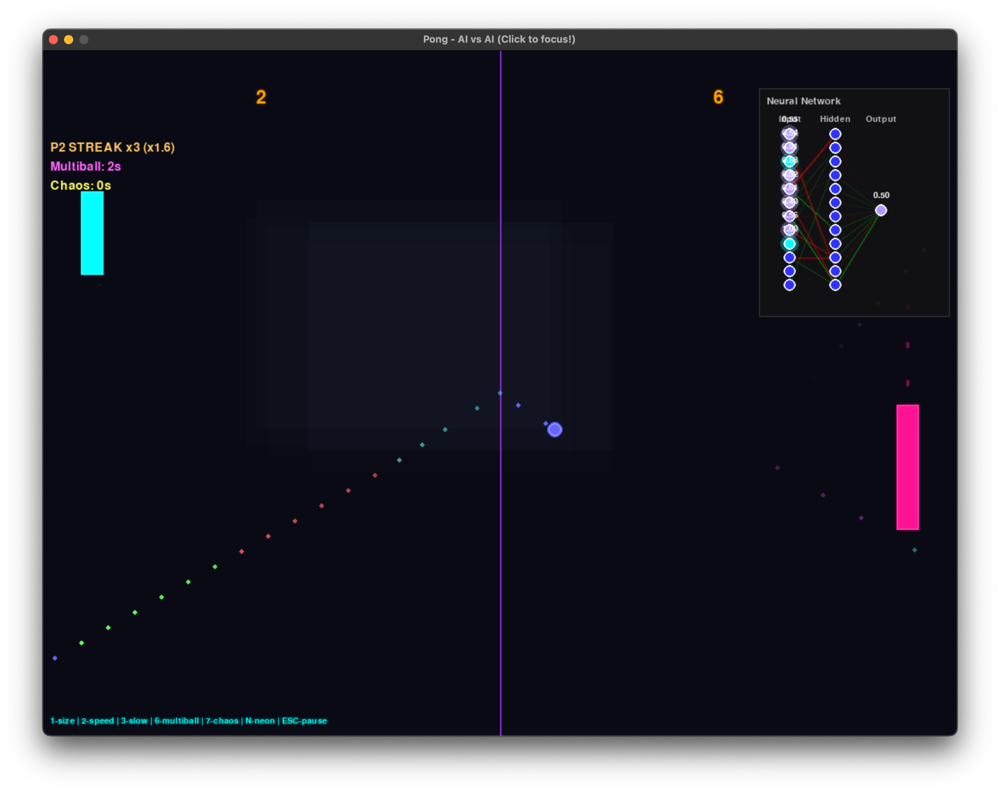 Pong - AI vs AI (Click to focus!)
2
6
P2 STREAK x3 (x1.6)
Multiball: 2s
Chaos: 0s
Neural Network
Input Hidden Output
0.55
0.54
0.91
0.63
0.52
0.61
0.40
0.56
1.00
0.50
1-size | 2-speed | 3-slow | 6-multiball | 7-chaos | N-neon | ESC-pause